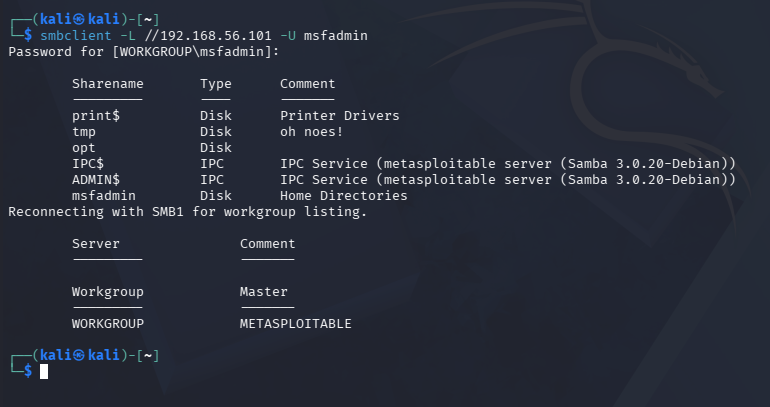 ┌──(kali㉿kali)-[~]
└─$ smbclient -L //192.168.56.101 -U msfadmin
Password for [WORKGROUP\msfadmin]:

        Sharename       Type      Comment
        ---------       ----      -------
        print$          Disk      Printer Drivers
        tmp             Disk      oh noes!
        opt             Disk
        IPC$            IPC       IPC Service (metasploitable server (Samba 3.0.20-Debian))
        ADMIN$          IPC       IPC Service (metasploitable server (Samba 3.0.20-Debian))
        msfadmin        Disk      Home Directories
Reconnecting with SMB1 for workgroup listing.

        Server               Comment
        ---------            -------

        Workgroup            Master
        ---------            -------
        WORKGROUP            METASPLOITABLE

┌──(kali㉿kali)-[~]
└─$